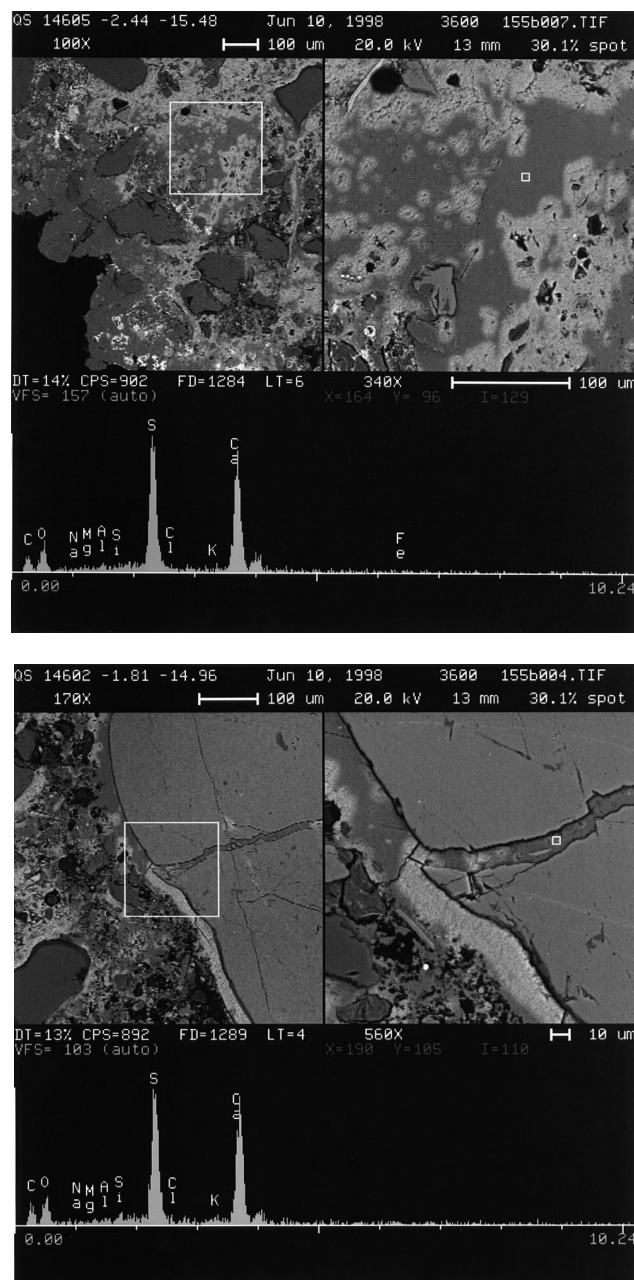 QS 14605 -2.44 -15.48 Jun 10, 1998 3600 155b007.TIF
100X 100 um 20.0 kV 13 mm 30.1% spot
DT=14% CPS=902 FD=1284 LT=6 340X 100 um
VFS= 157 (auto) X=164 Y= 96 I=129
C O Na Mg Al Si S Cl K Ca Fe
0.00 10.24
QS 14602 -1.81 -14.96 Jun 10, 1998 3600 155b004.TIF
170X 100 um 20.0 kV 13 mm 30.1% spot
DT=13% CPS=892 FD=1289 LT=4 560X 10 um
VFS= 103 (auto) X=190 Y=105 I=110
C O Na Mg Al Si S Cl K Ca
0.00 10.24